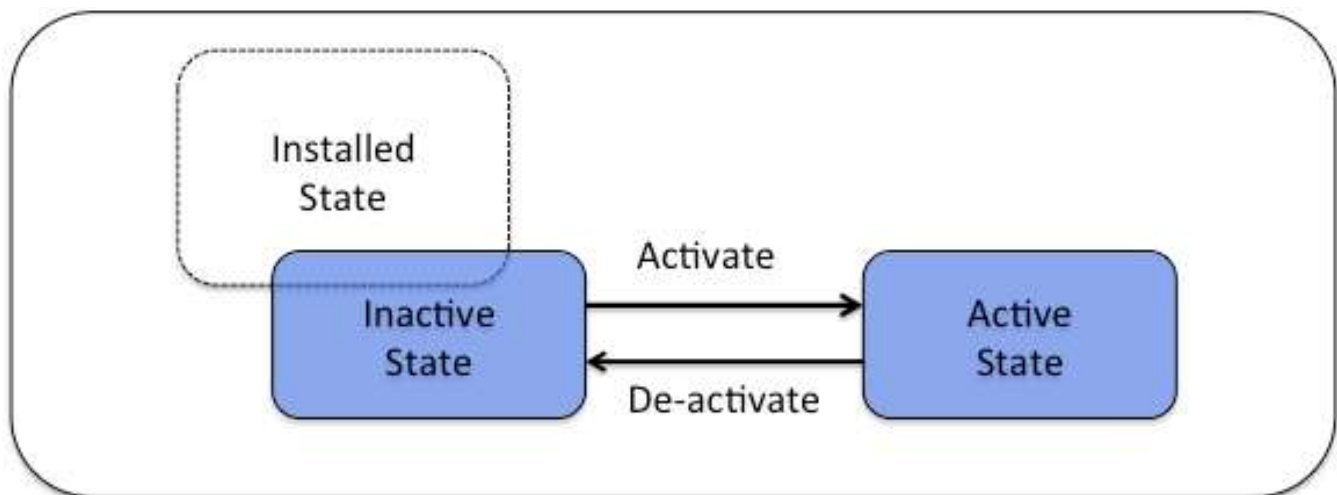 Installed
State
Activate
Inactive
State
Active
State
De-activate